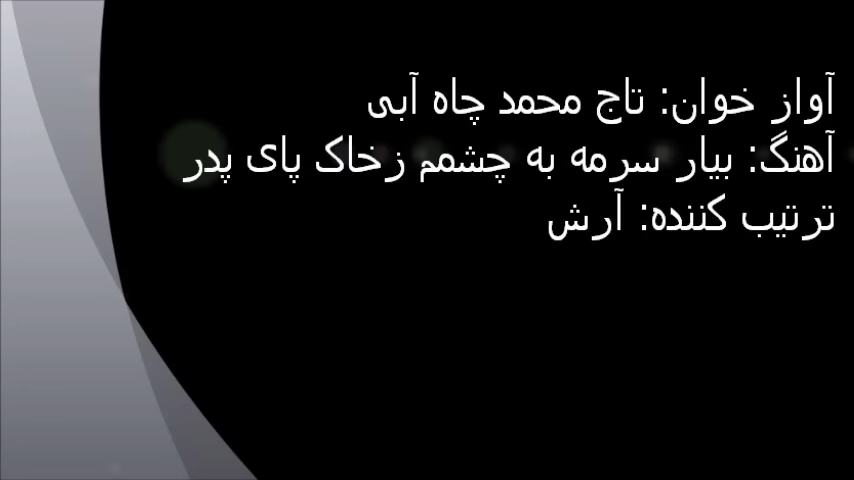 آواز خوان: تاج محمد چاه آبی
آهنگ: بیار سرمه به چشمم زخاک پای پدر
ترتیب کننده: آرش